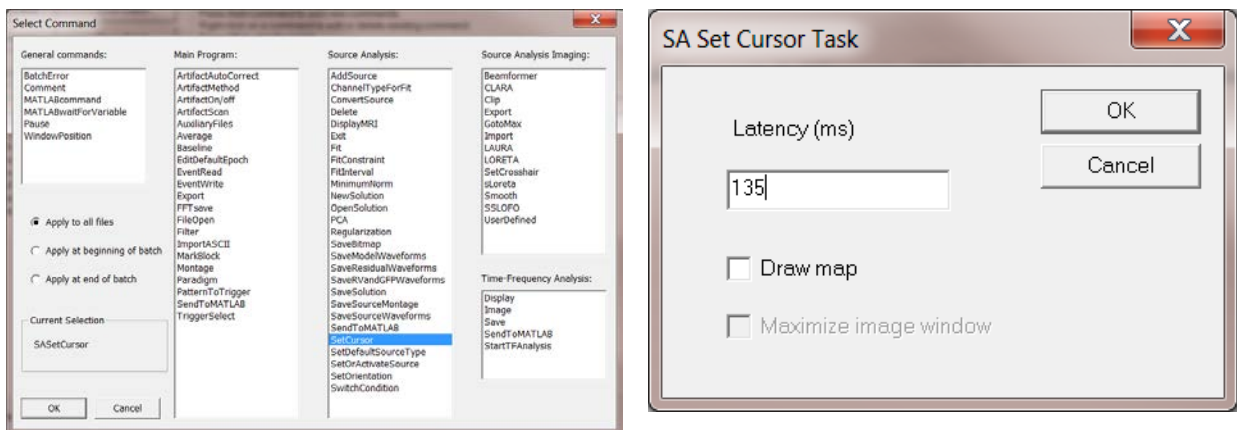 Select Command
General commands:
BatchError
Comment
MATLABcommand
MATLABwaitForVariable
Pause
WindowPosition
Apply to all files
Apply at beginning of batch
Apply at end of batch
Current Selection
SASetCursor
OK
Cancel
Main Program:
ArtifactAutoCorrect
ArtifactMethod
ArtifactOn/off
ArtifactScan
AuxiliaryFiles
Average
Baseline
EditDefaultEpoch
EventRead
EventWrite
Export
FFTsave
FileOpen
Filter
ImportASCII
MarkBlock
Montage
Paradigm
PatternToTrigger
SendToMATLAB
TriggerSelect
Source Analysis:
AddSource
ChannelTypeForFit
ConvertSource
Delete
DisplayMRI
Exit
Fit
FitConstraint
FitInterval
MinimumNorm
NewSolution
OpenSolution
PCA
Regularization
SaveBitmap
SaveModelWaveforms
SaveResidualWaveforms
SaveRVandGFPWaveforms
SaveSolution
SaveSourceMontage
SaveSourceWaveforms
SendToMATLAB
SetCursor
SetDefaultSourceType
SetOrActivateSource
SetOrientation
SwitchCondition
Source Analysis Imaging:
Beamformer
CLARA
Clip
Export
GotoMax
Import
LAURA
LORETA
SetCrosshair
sLoreta
Smooth
SSLOFO
UserDefined
Time-Frequency Analysis:
Display
Image
Save
SendToMATLAB
StartTFAnalysis
SA Set Cursor Task
Latency (ms)
135
Draw map
Maximize image window
OK
Cancel